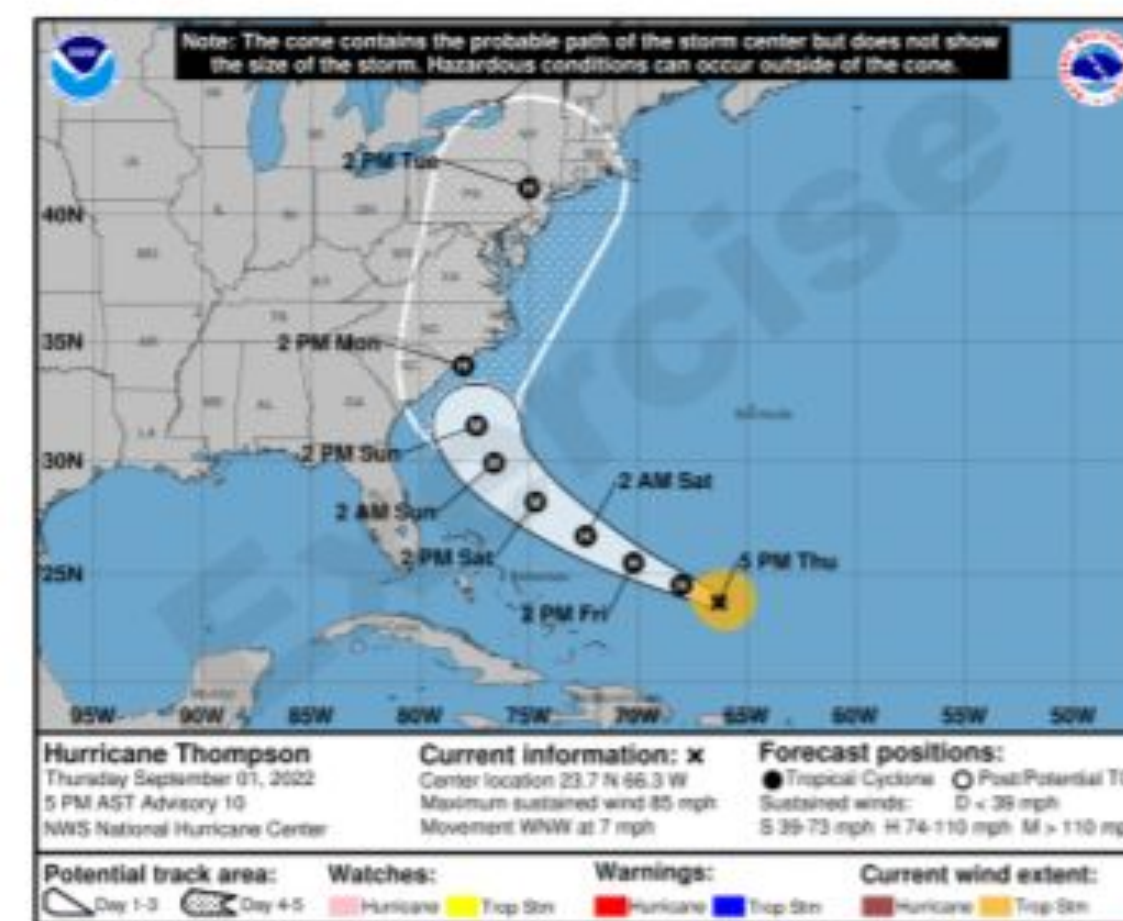 Note: The cone contains the probable path of the storm center but does not show
the size of the storm. Hazardous conditions can occur outside of the cone.
Exercise
2 PM Tue
40N
35N
2 PM Mon
30N
2 PM Sun
2 AM Sat
2 AM Sun
2 PM Sat
25N
5 PM Thu
2 PM Fri
95W 90W 85W 80W 75W 70W 65W 60W 55W 50W
Hurricane Thompson
Thursday September 01, 2022
5 PM AST Advisory 10
NWS National Hurricane Center
Current information: x
Center location 23.7 N 66.3 W
Maximum sustained wind 85 mph
Movement WNW at 7 mph
Forecast positions:
Tropical Cyclone Post/Potential TC
Sustained winds: D < 39 mph
S 39-73 mph H 74-110 mph M > 110 mp
Potential track area:
Day 1-3 Day 4-5
Watches:
Hurricane Trop Stm
Warnings:
Hurricane Trop Stm
Current wind extent:
Hurricane Trop Stm